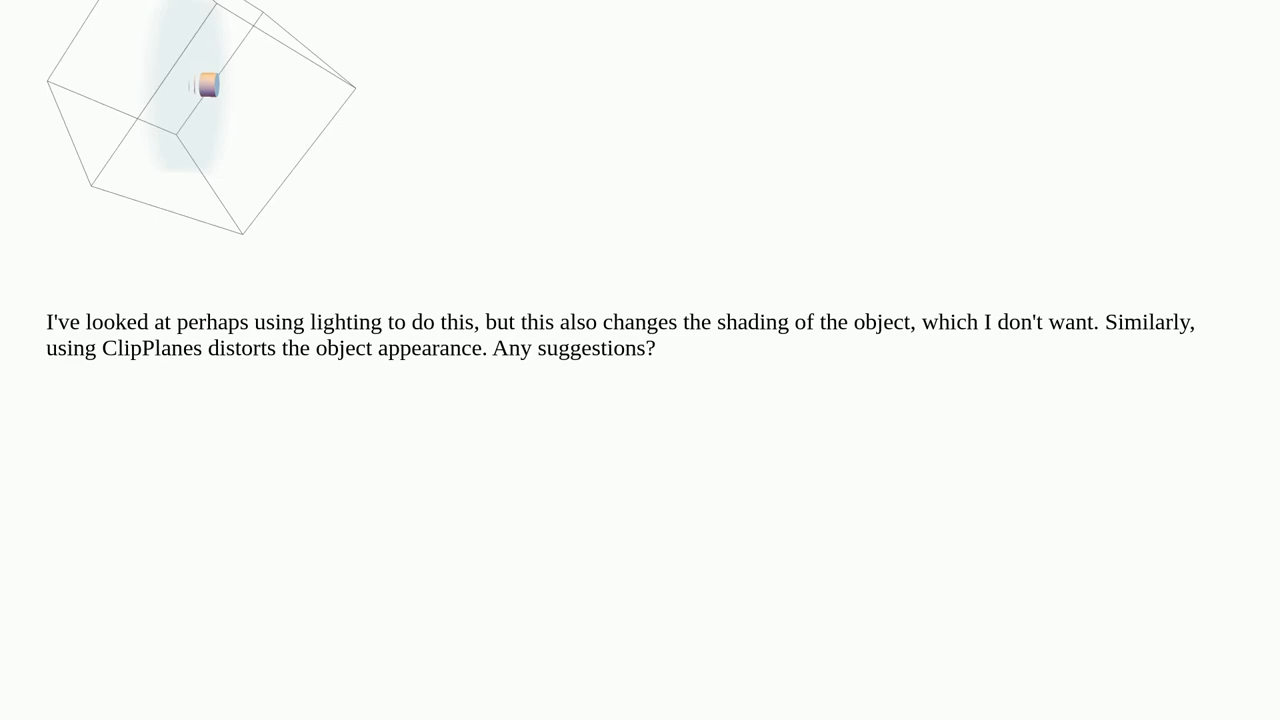 I've looked at perhaps using lighting to do this, but this also changes the shading of the object, which I don't want. Similarly,
using ClipPlanes distorts the object appearance. Any suggestions?